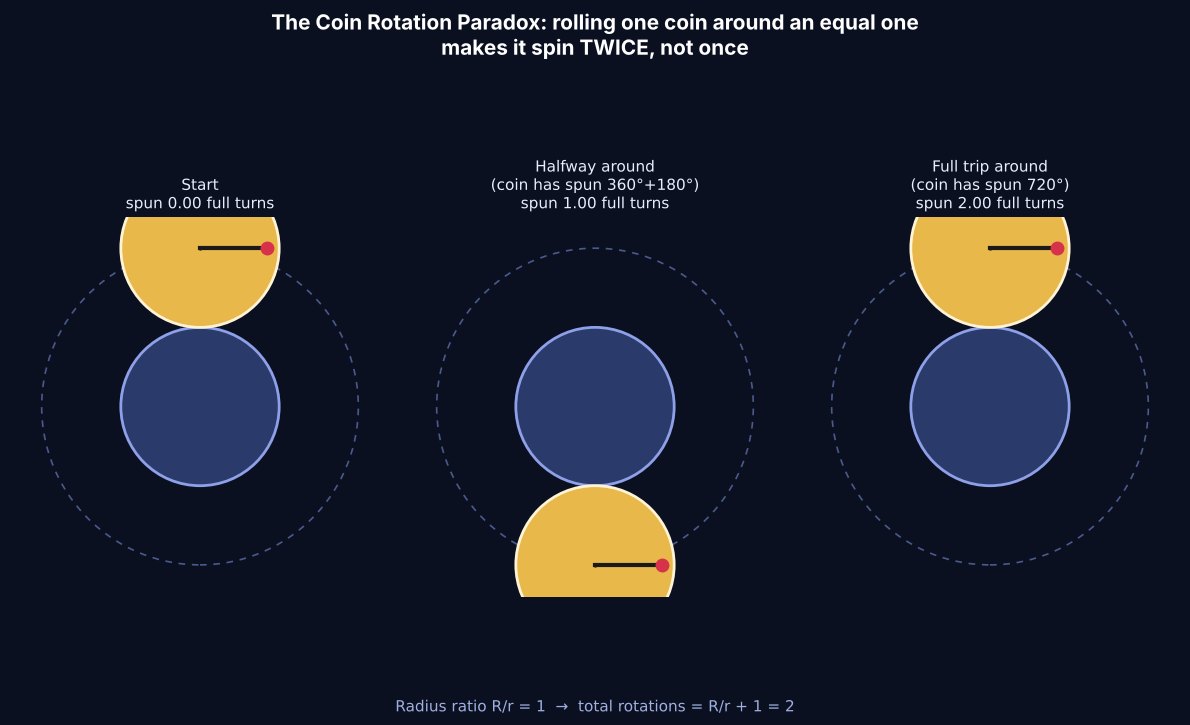 The Coin Rotation Paradox: rolling one coin around an equal one
makes it spin TWICE, not once
Start
spun 0.00 full turns
Halfway around
(coin has spun 360°+180°)
spun 1.00 full turns
Full trip around
(coin has spun 720°)
spun 2.00 full turns
Radius ratio R/r = 1 → total rotations = R/r + 1 = 2